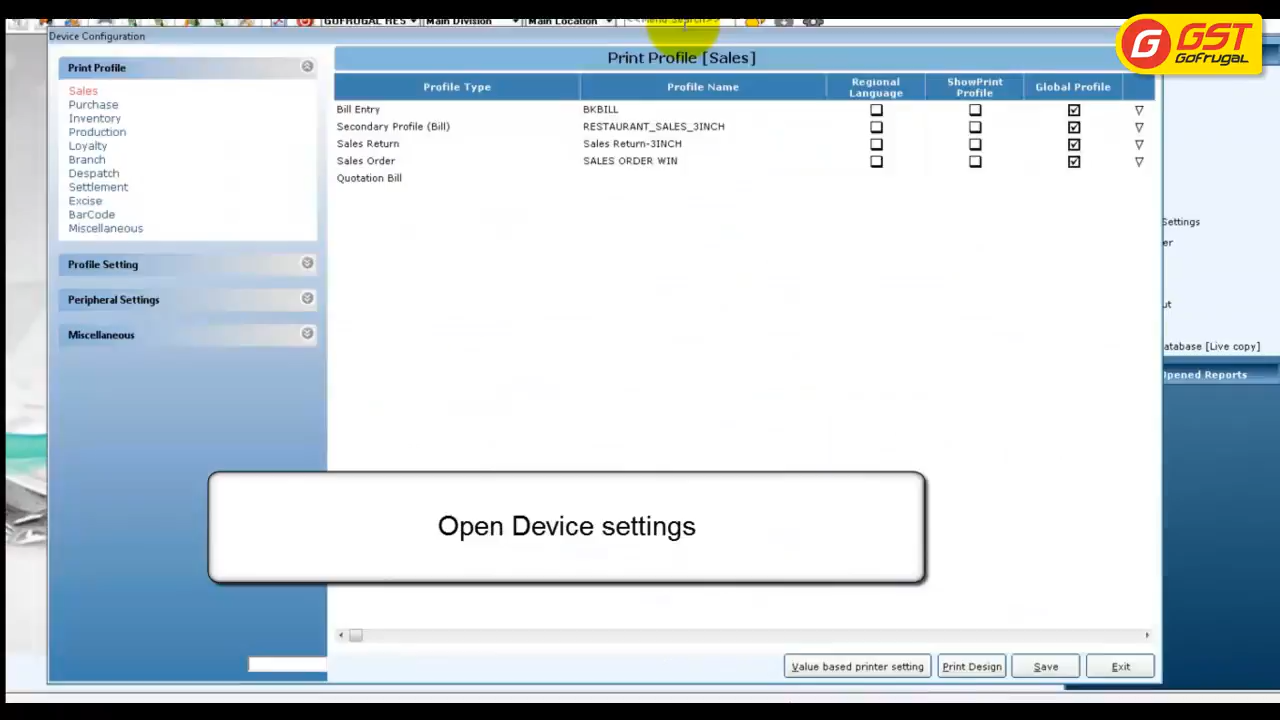 GOFRUGAL RES Main Division Main Location <<Menu Search>>
Device Configuration
GST
GOFRUGAL
Print Profile
Sales
Purchase
Inventory
Production
Loyalty
Branch
Despatch
Settlement
Excise
BarCode
Miscellaneous
Profile Setting
Peripheral Settings
Miscellaneous
Print Profile [Sales]
Profile Type Profile Name Regional Language ShowPrint Profile Global Profile
Bill Entry BKBILL
Secondary Profile (Bill) RESTAURANT_SALES_3INCH
Sales Return Sales Return-3INCH
Sales Order SALES ORDER WIN
Quotation Bill
Settings
er
ut
atabase [Live copy]
Opened Reports
Open Device settings
Value based printer setting Print Design Save Exit